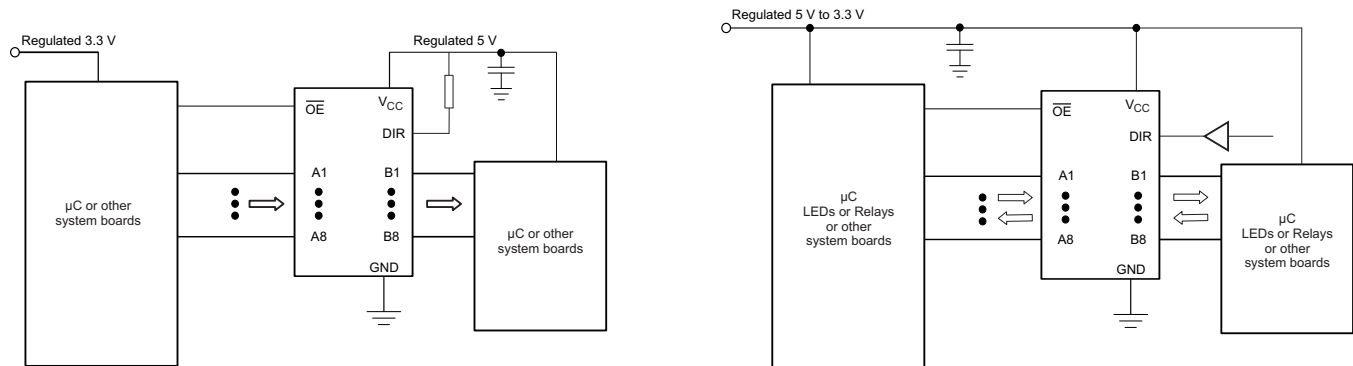 Regulated 3.3 V
Regulated 5 V
OE
VCC
DIR
A1
B1
A8
B8
GND
µC or other
system boards
µC or other
system boards
Regulated 5 V to 3.3 V
OE
VCC
DIR
A1
B1
A8
B8
GND
µC
LEDs or Relays
or other
system boards
µC
LEDs or Relays
or other
system boards